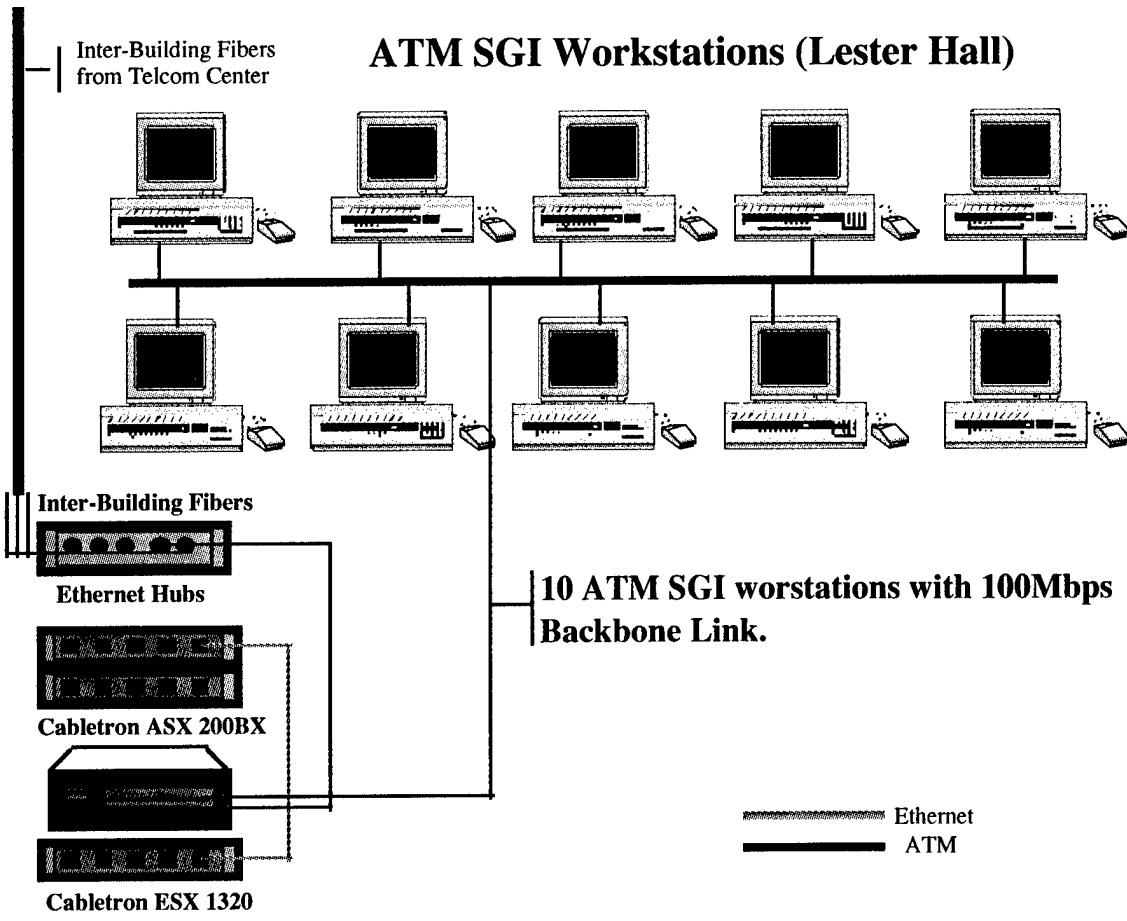 Inter-Building Fibers
from Telcom Center
ATM SGI Workstations (Lester Hall)
Inter-Building Fibers
Ethernet Hubs
10 ATM SGI worstations with 100Mbps
Backbone Link.
Cabletron ASX 200BX
Ethernet
ATM
Cabletron ESX 1320